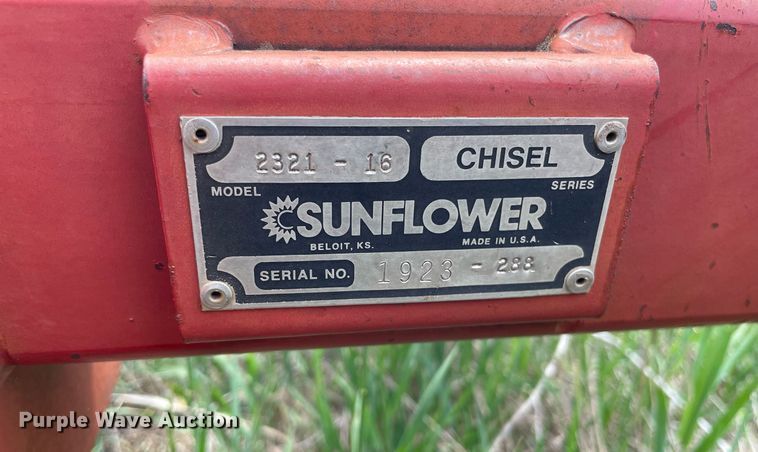 2321 - 16 CHISEL
MODEL SERIES
SUNFLOWER
BELOIT, KS. MADE IN U.S.A.
SERIAL NO. 1923 - 288
Purple Wave Auction